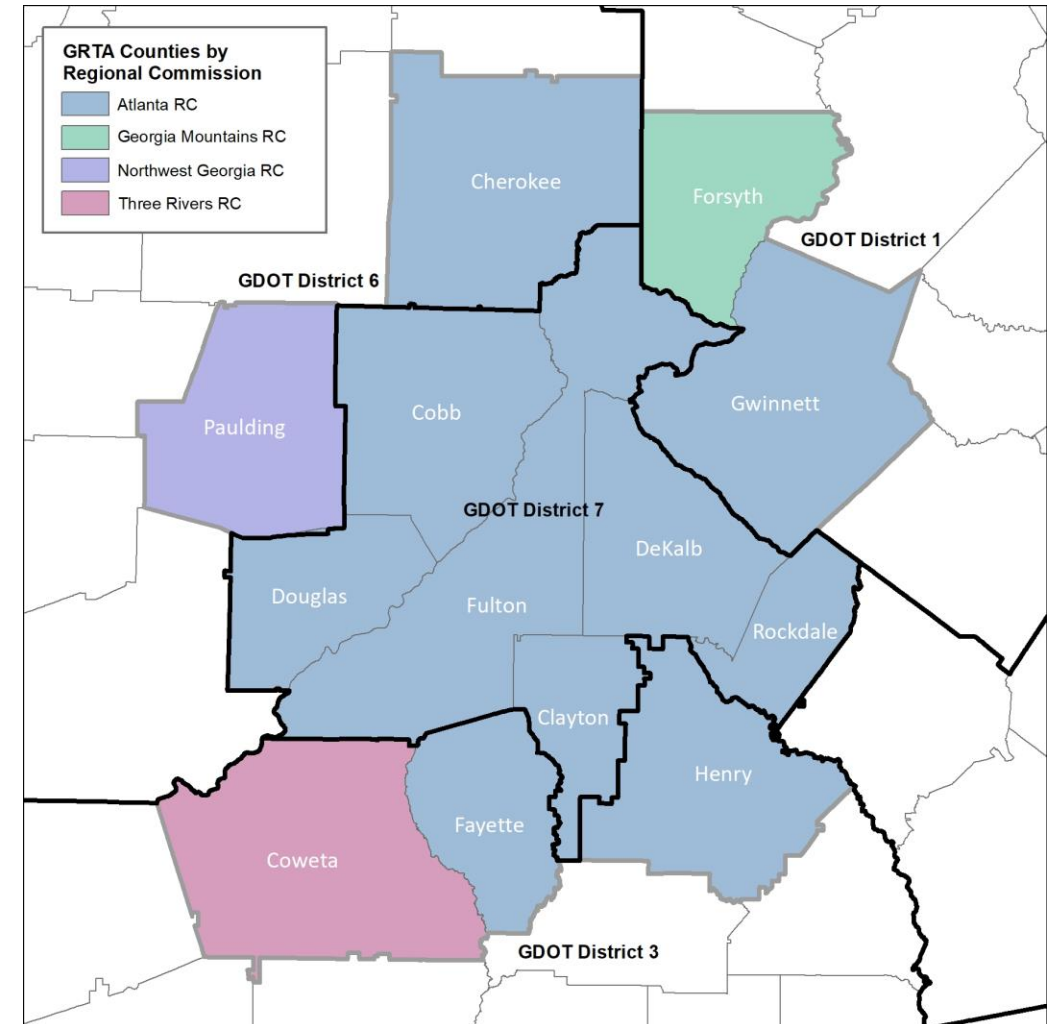 GRTA Counties by
Regional Commission
Atlanta RC
Georgia Mountains RC
Northwest Georgia RC
Three Rivers RC
Cherokee
Forsyth
GDOT District 1
GDOT District 6
Gwinnett
Cobb
Paulding
GDOT District 7
DeKalb
Douglas
Fulton
Rockdale
Clayton
Henry
Fayette
Coweta
GDOT District 3